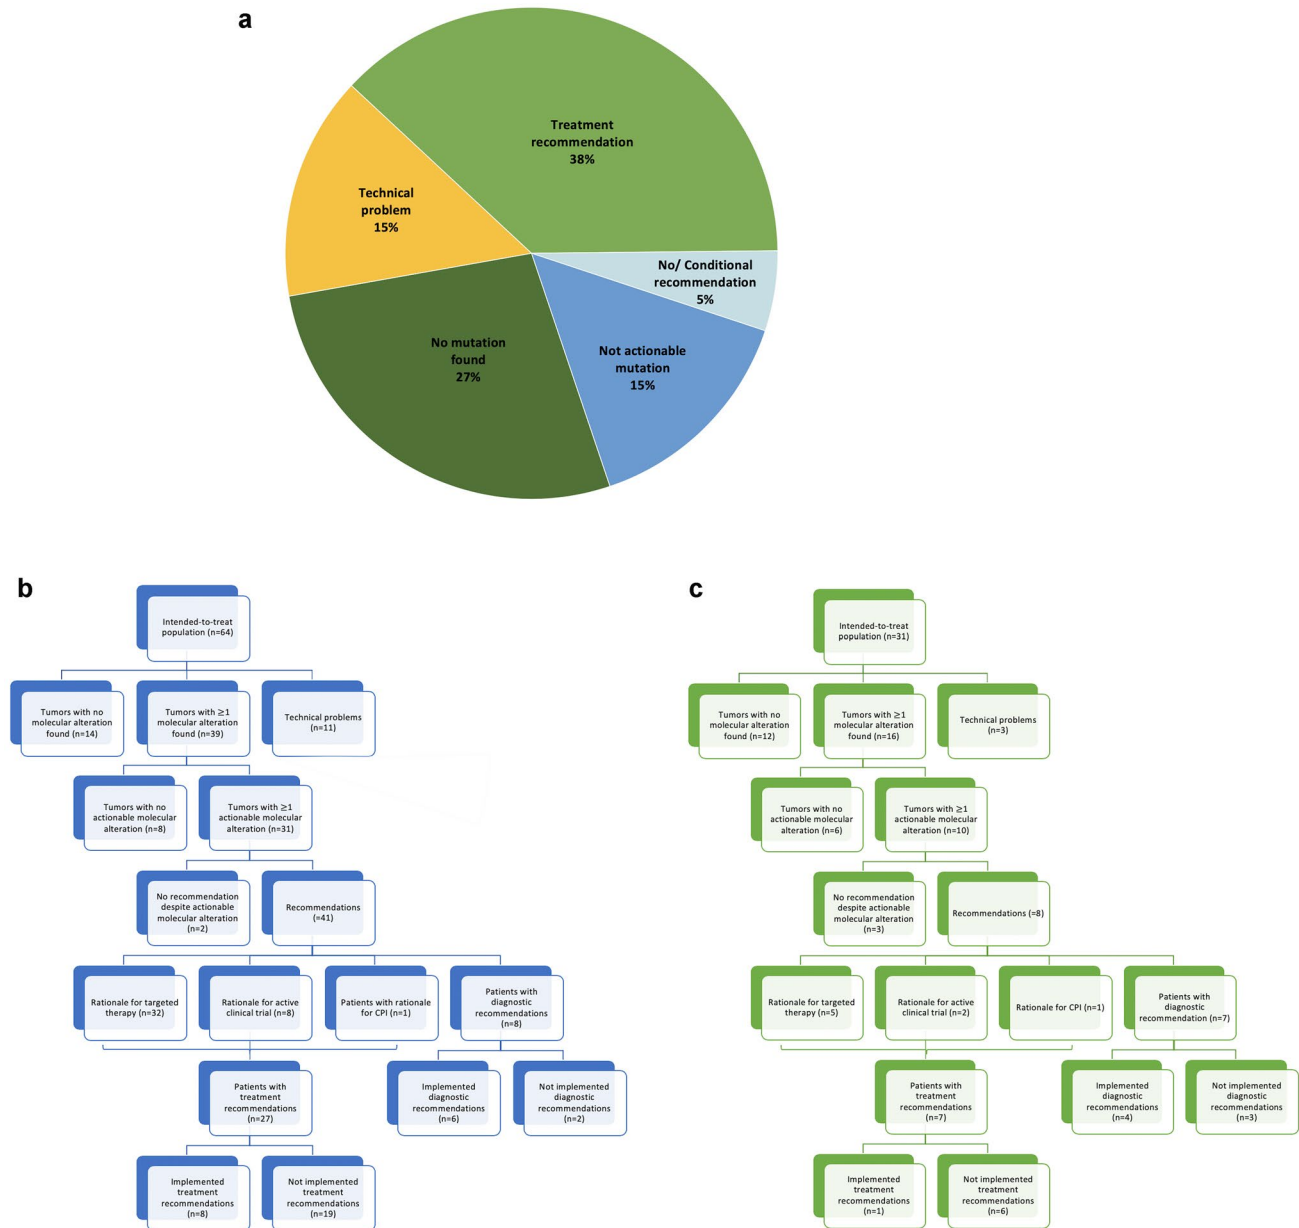 a
Treatment
recommendation
38%
Technical
problem
15%
No/ Conditional
recommendation
5%
No mutation
found
27%
Not actionable
mutation
15%
b
Intended-to-treat
population (n=64)
Tumors with no
molecular alteration
found (n=14)
Tumors with ≥1
molecular alteration
found (n=39)
Technical problems
(n=11)
Tumors with no
actionable molecular
alteration (n=8)
Tumors with ≥1
actionable molecular
alteration (n=31)
No recommendation
despite actionable
molecular alteration
(n=2)
Recommendations
(=41)
Rationale for targeted
therapy (n=32)
Rationale for active
clinical trial (n=8)
Patients with rationale
for CPI (n=1)
Patients with
diagnostic
recommendations
(n=8)
Patients with
treatment
recommendations
(n=27)
Implemented
diagnostic
recommendations
(n=6)
Not implemented
diagnostic
recommendations
(n=2)
Implemented
treatment
recommendations
(n=8)
Not implemented
treatment
recommendations
(n=19)
c
Intended-to-treat
population (n=31)
Tumors with no
molecular alteration
found (n=12)
Tumors with ≥1
molecular alteration
found (n=16)
Technical problems
(n=3)
Tumors with no
actionable molecular
alteration (n=6)
Tumors with ≥1
actionable molecular
alteration (n=10)
No recommendation
despite actionable
molecular alteration
(n=3)
Recommendations (=8)
Rationale for targeted
therapy (n=5)
Rationale for active
clinical trial (n=2)
Rationale for CPI (n=1)
Patients with
diagnostic
recommendation (n=7)
Patients with
treatment
recommendations
(n=7)
Implemented
diagnostic
recommendations
(n=4)
Not implemented
diagnostic
recommendations
(n=3)
Implemented
treatment
recommendations
(n=1)
Not implemented
treatment
recommendations
(n=6)